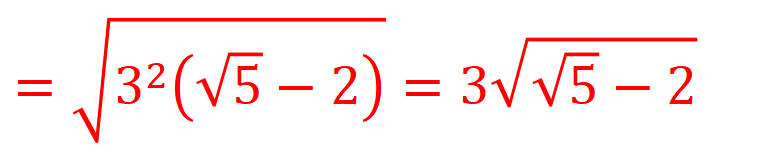 = √(3²(√5 − 2)) = 3√(√5 − 2)